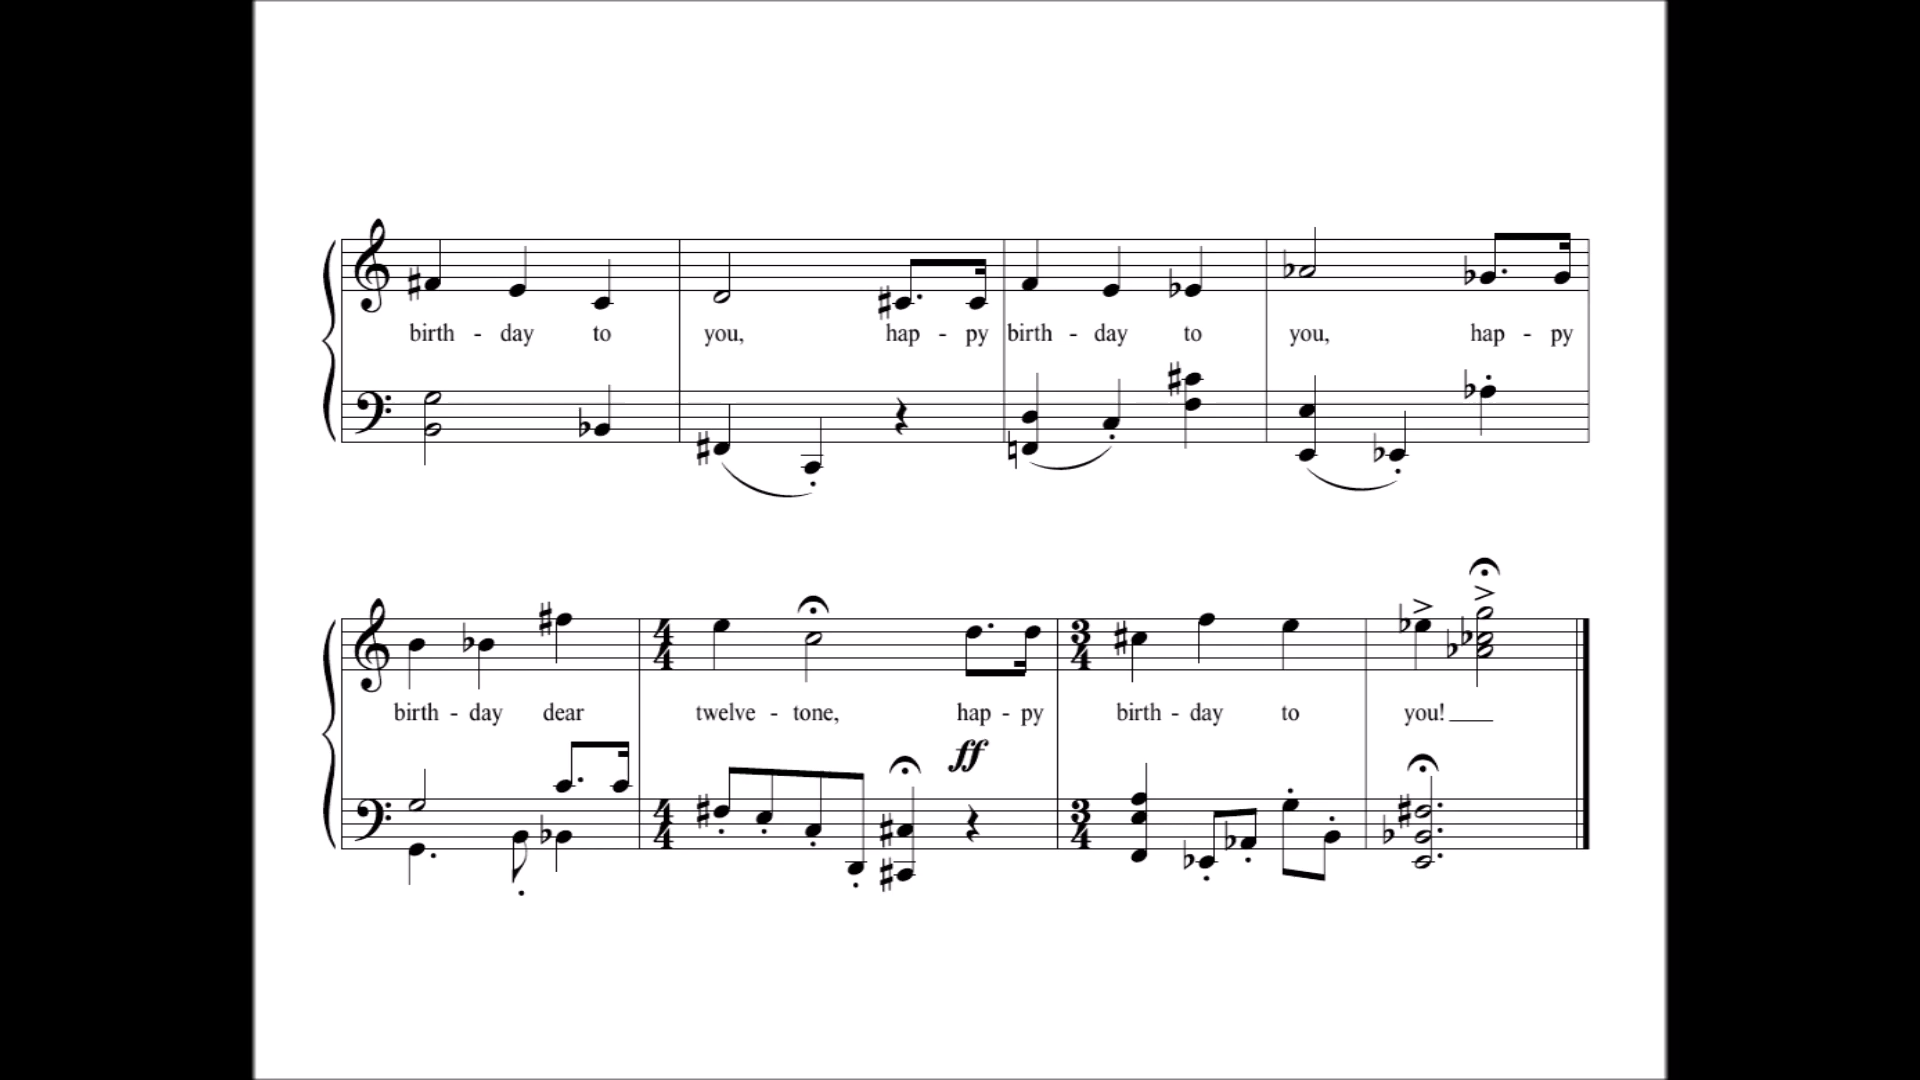 birth - day to you, hap - py birth - day to you, hap - py
birth - day dear twelve - tone, hap - py birth - day to you!
ff